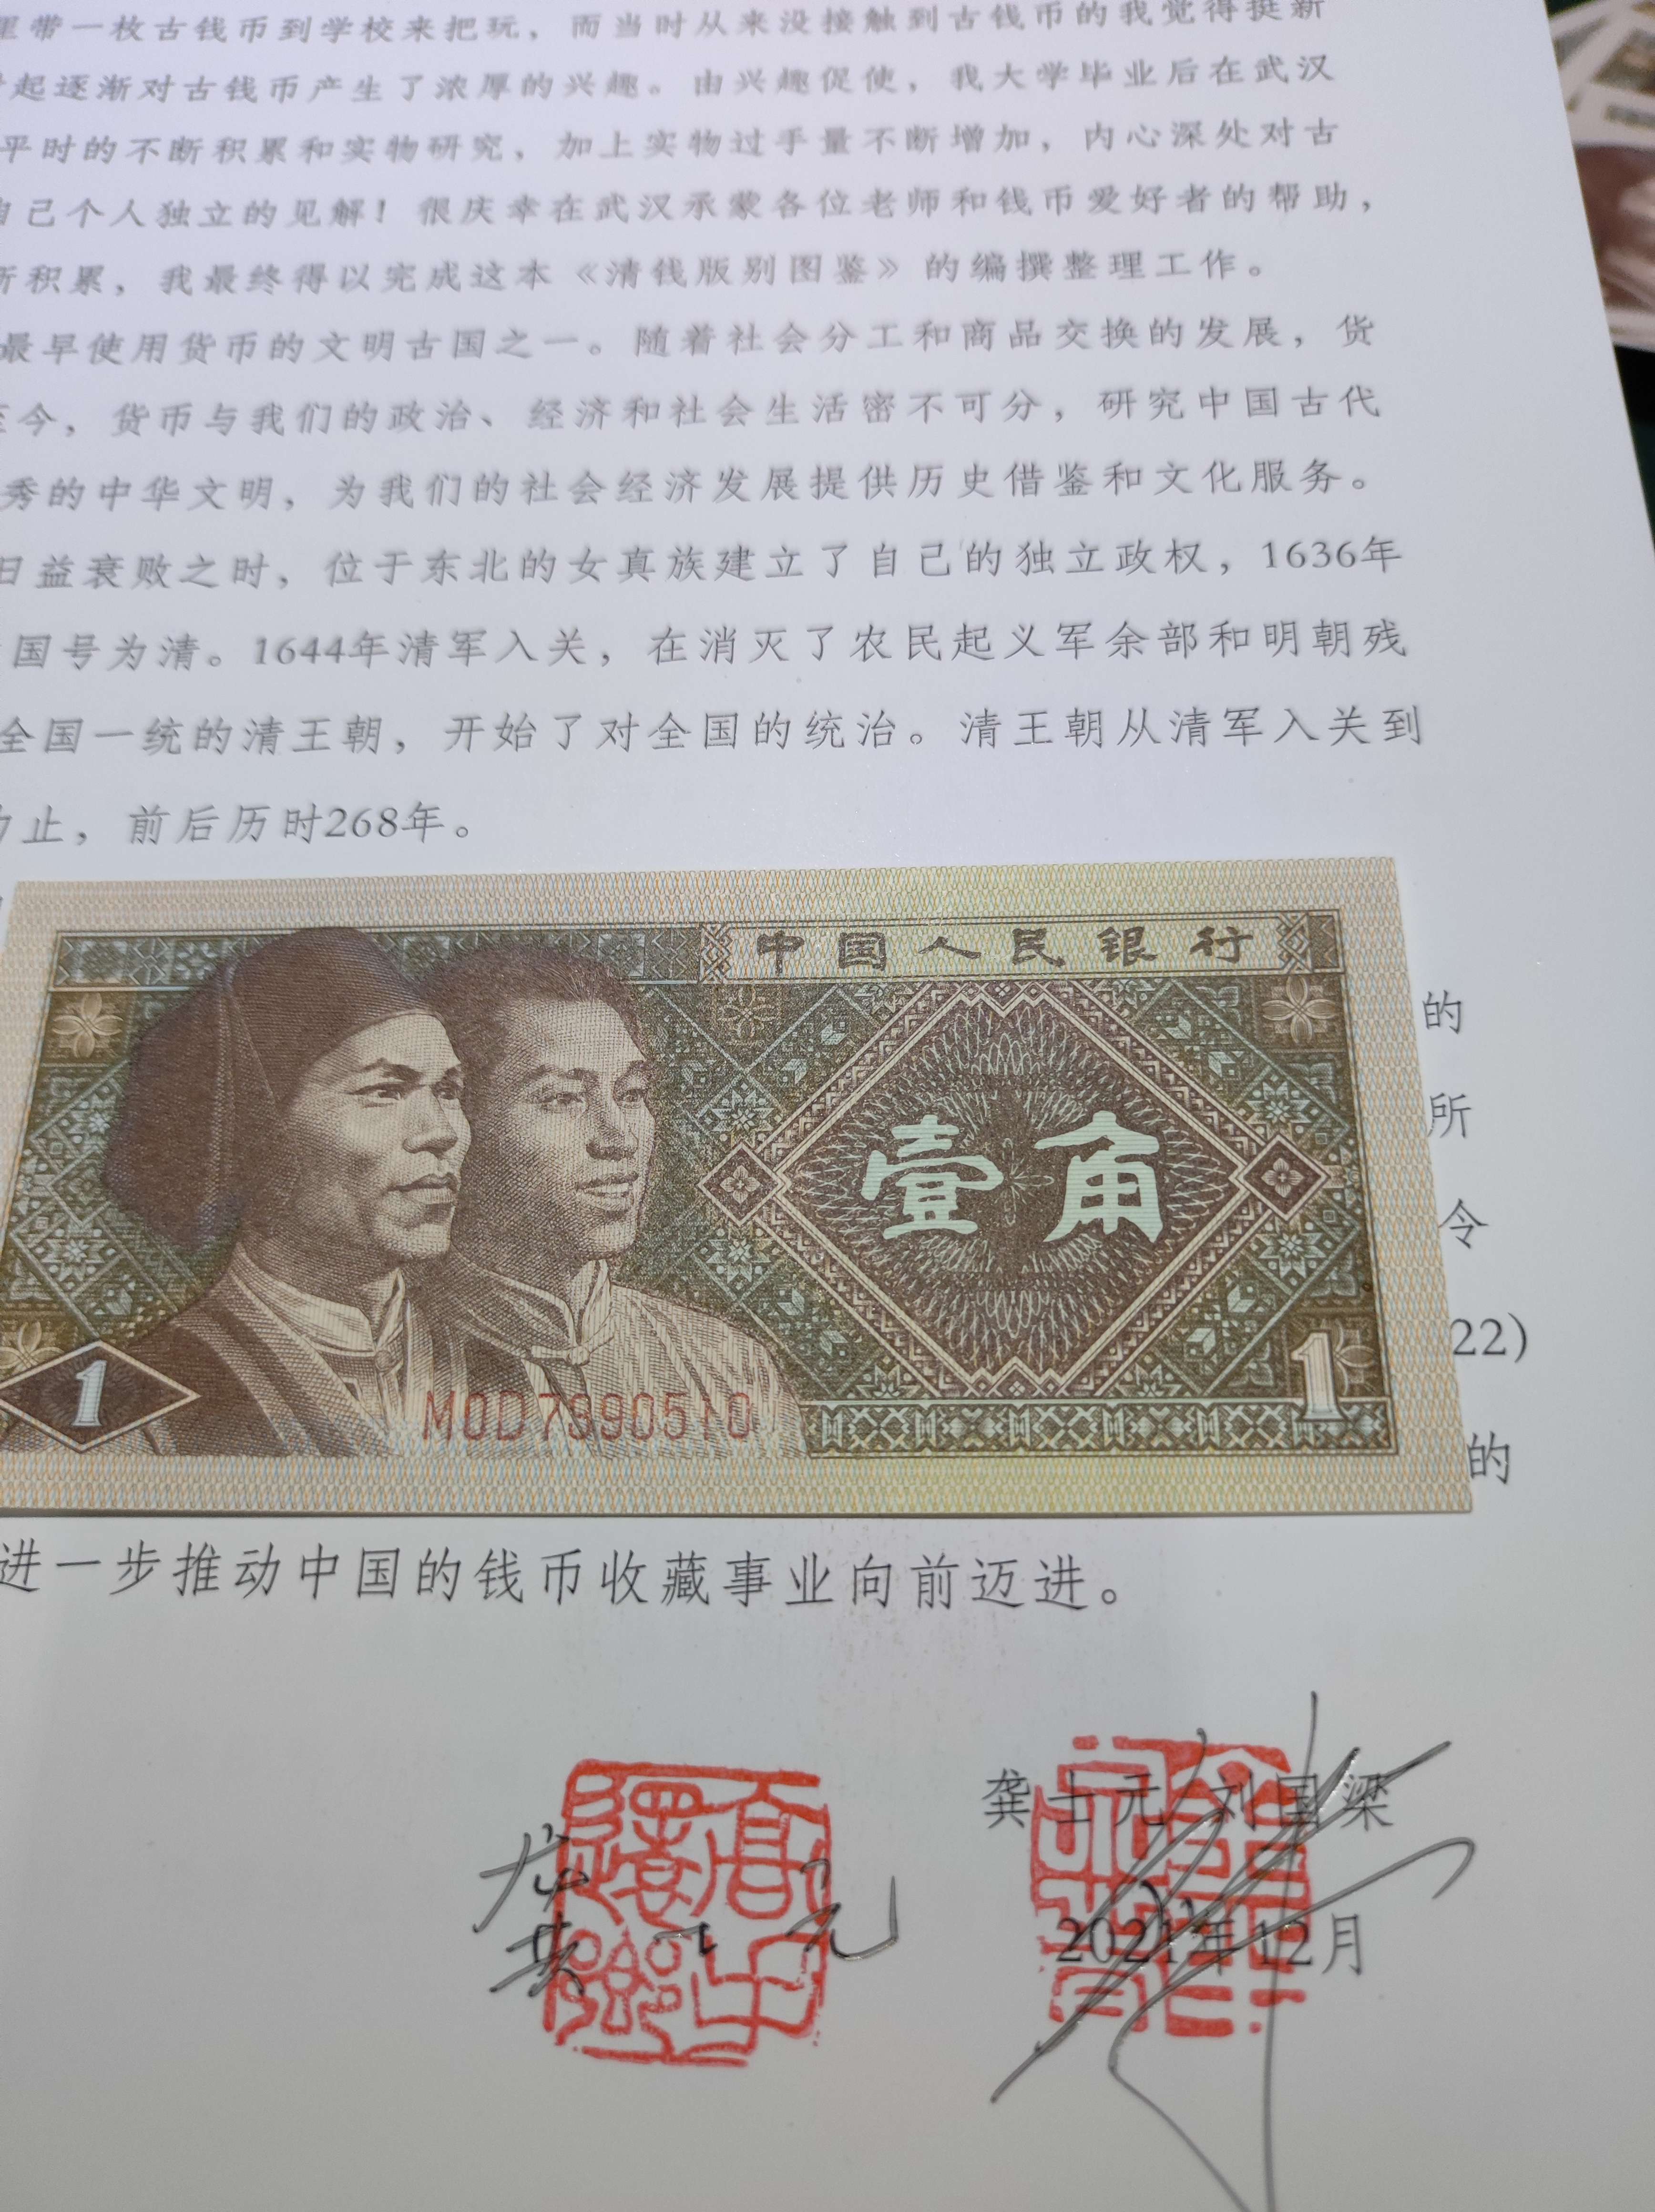 里带一枚古钱币到学校来把玩，而当时从来没接触到古钱币的我觉得挺新
起逐渐对古钱币产生了浓厚的兴趣。由兴趣促使，我大学毕业后在武汉
平时的不断积累和实物研究，加上实物过手量不断增加，内心深处对古
自己个人独立的见解！很庆幸在武汉承蒙各位老师和钱币爱好者的帮助，
所积累，我最终得以完成这本《清钱版别图鉴》的编撰整理工作。
最早使用货币的文明古国之一。随着社会分工和商品交换的发展，货
至今，货币与我们的政治、经济和社会生活密不可分，研究中国古代
秀的中华文明，为我们的社会经济发展提供历史借鉴和文化服务。
日益衰败之时，位于东北的女真族建立了自己的独立政权，1636年
国号为清。1644年清军入关，在消灭了农民起义军余部和明朝残
全国一统的清王朝，开始了对全国的统治。清王朝从清军入关到
为止，前后历时268年。
中国人民银行
的
所
壹角
令
22)
1
1
M0D7990510
的
进一步推动中国的钱币收藏事业向前迈进。
龚士元 刘国梁
龚士元
2021年12月